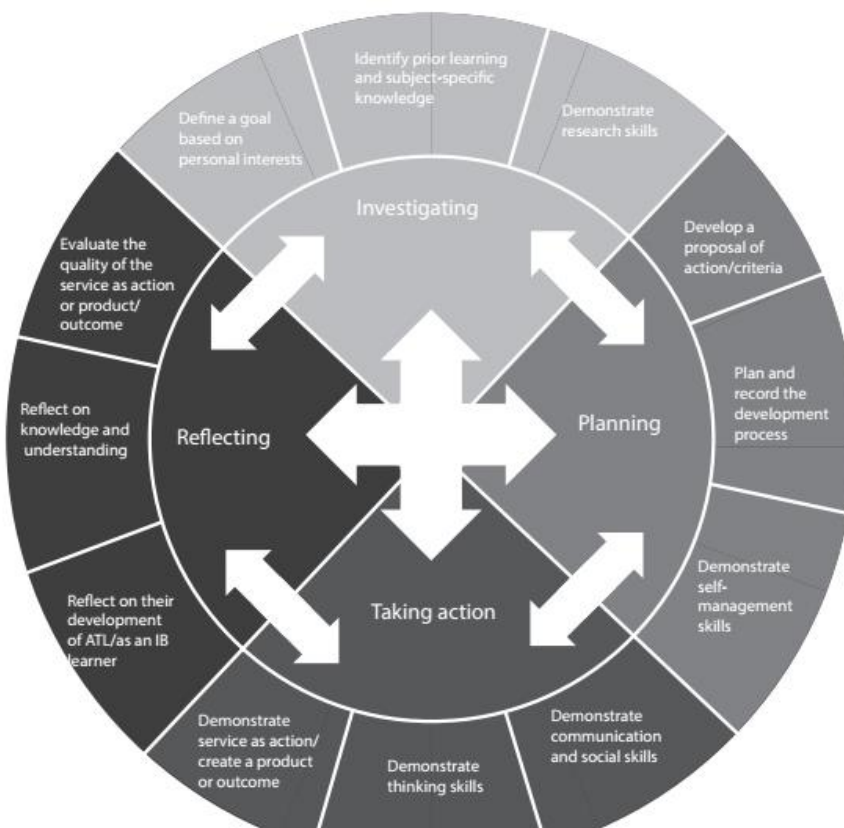 Identify prior learning
and subject-specific
knowledge
Define a goal
based on
personal interests
Demonstrate
research skills
Investigating
Evaluate the
quality of the
service as action
or product/
outcome
Develop a
proposal of
action/criteria
Reflect on
knowledge and
understanding
Reflecting
Planning
Plan and
record the
development
process
Reflect on their
development
of ATL/as an IB
learner
Taking action
Demonstrate
self-
management
skills
Demonstrate
service as action/
create a product
or outcome
Demonstrate
thinking skills
Demonstrate
communication
and social skills